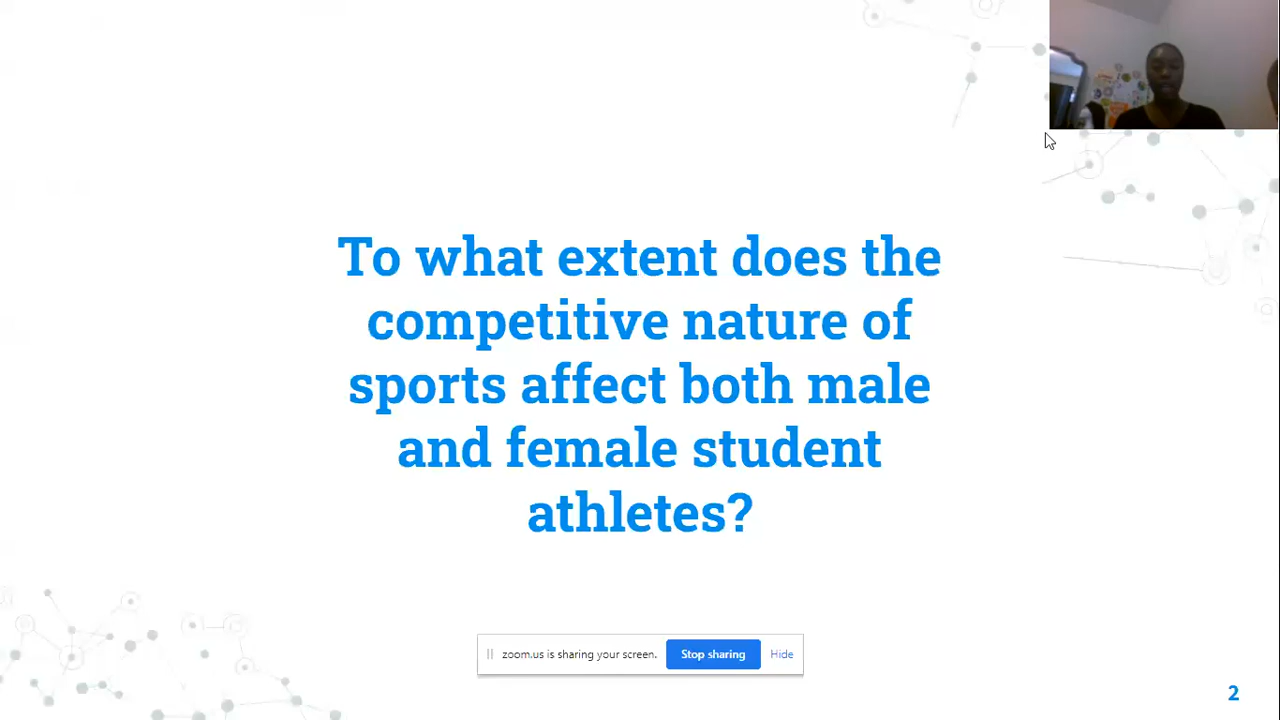 To what extent does the
competitive nature of
sports affect both male
and female student
athletes?
zoom.us is sharing your screen. Stop sharing Hide
2